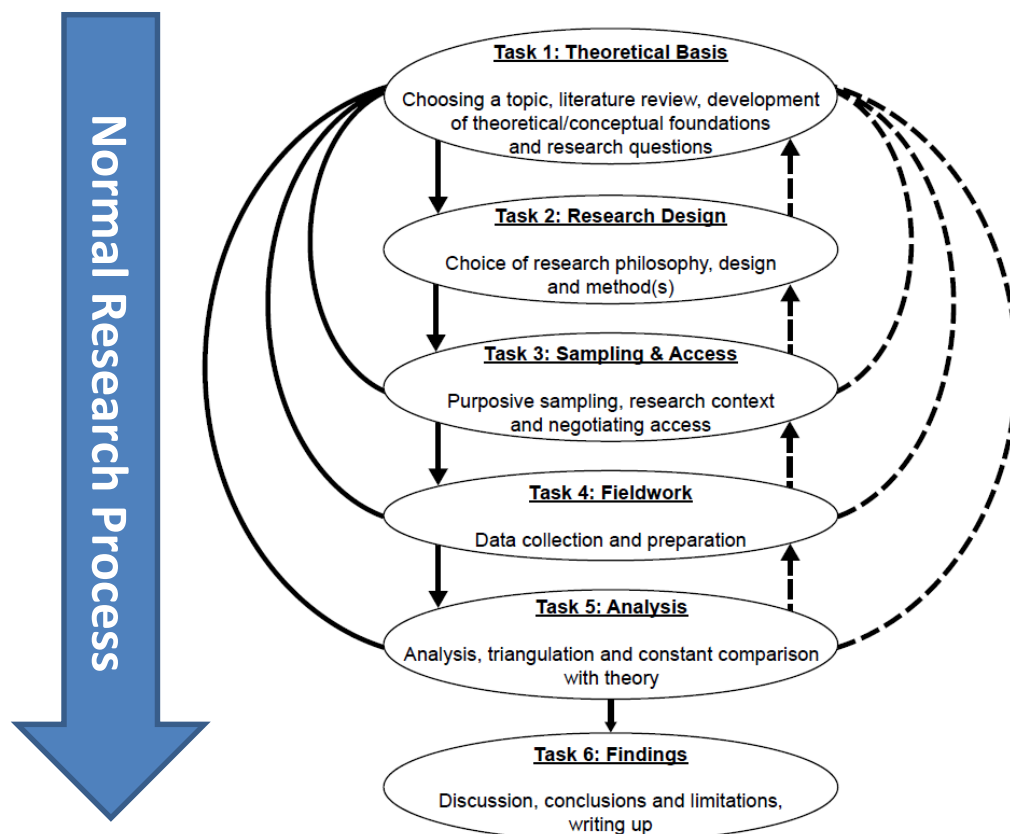 Normal Research Process
Task 1: Theoretical Basis
Choosing a topic, literature review, development
of theoretical/conceptual foundations
and research questions
Task 2: Research Design
Choice of research philosophy, design
and method(s)
Task 3: Sampling & Access
Purposive sampling, research context
and negotiating access
Task 4: Fieldwork
Data collection and preparation
Task 5: Analysis
Analysis, triangulation and constant comparison
with theory
Task 6: Findings
Discussion, conclusions and limitations,
writing up